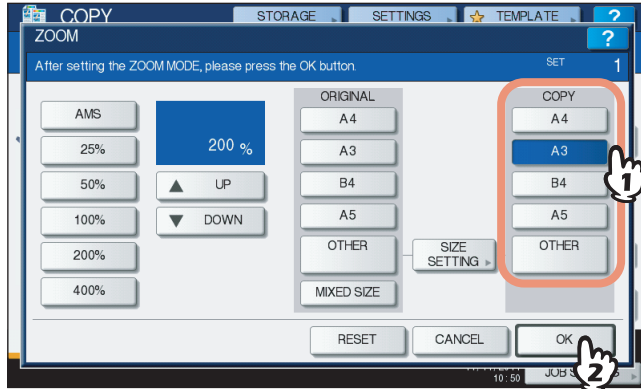 COPY
STORAGE
SETTINGS
TEMPLATE
?
ZOOM
?
After setting the ZOOM MODE, please press the OK button.
SET 1
AMS
25%
50%
100%
200%
400%
200 %
UP
DOWN
ORIGINAL
A4
A3
B4
A5
OTHER
MIXED SIZE
SIZE
SETTING
COPY
A4
A3
B4
A5
OTHER
1
RESET
CANCEL
OK
2
10 : 50
JOB